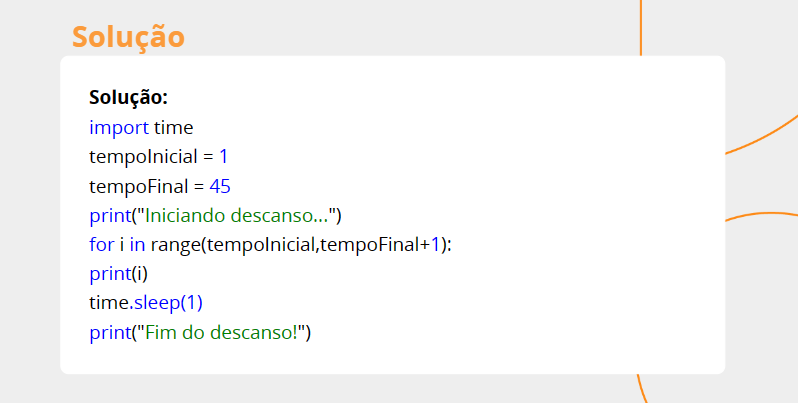 Solução
Solução:
import time
tempoInicial = 1
tempoFinal = 45
print("Iniciando descanso...")
for i in range(tempoInicial,tempoFinal+1):
print(i)
time.sleep(1)
print("Fim do descanso!")